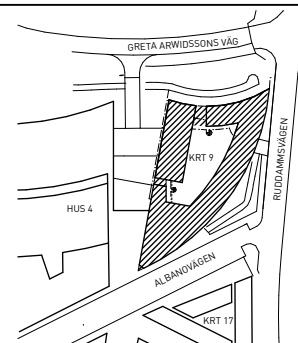 GRETA ARWIDSSONS VÄG
KRT 9
RUDDAMMSVÄGEN
HUS 4
ALBANOVÄGEN
KRT 17